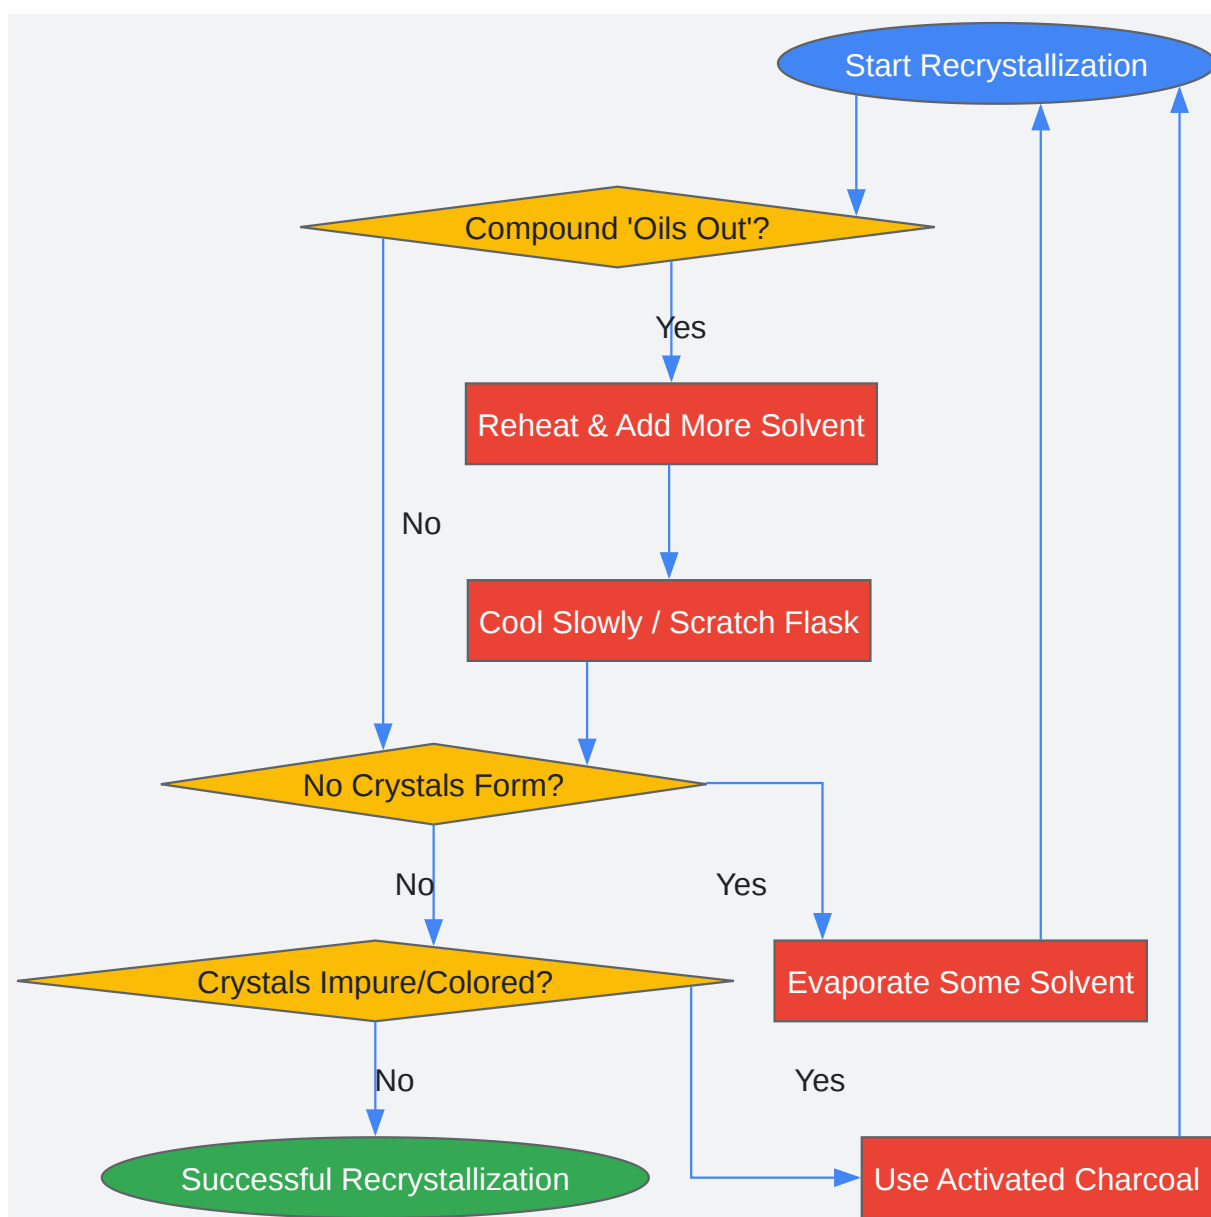 Start Recrystallization
Compound 'Oils Out'?
Yes
Reheat & Add More Solvent
No
Cool Slowly / Scratch Flask
No Crystals Form?
No
Yes
Crystals Impure/Colored?
Evaporate Some Solvent
No
Yes
Successful Recrystallization
Use Activated Charcoal